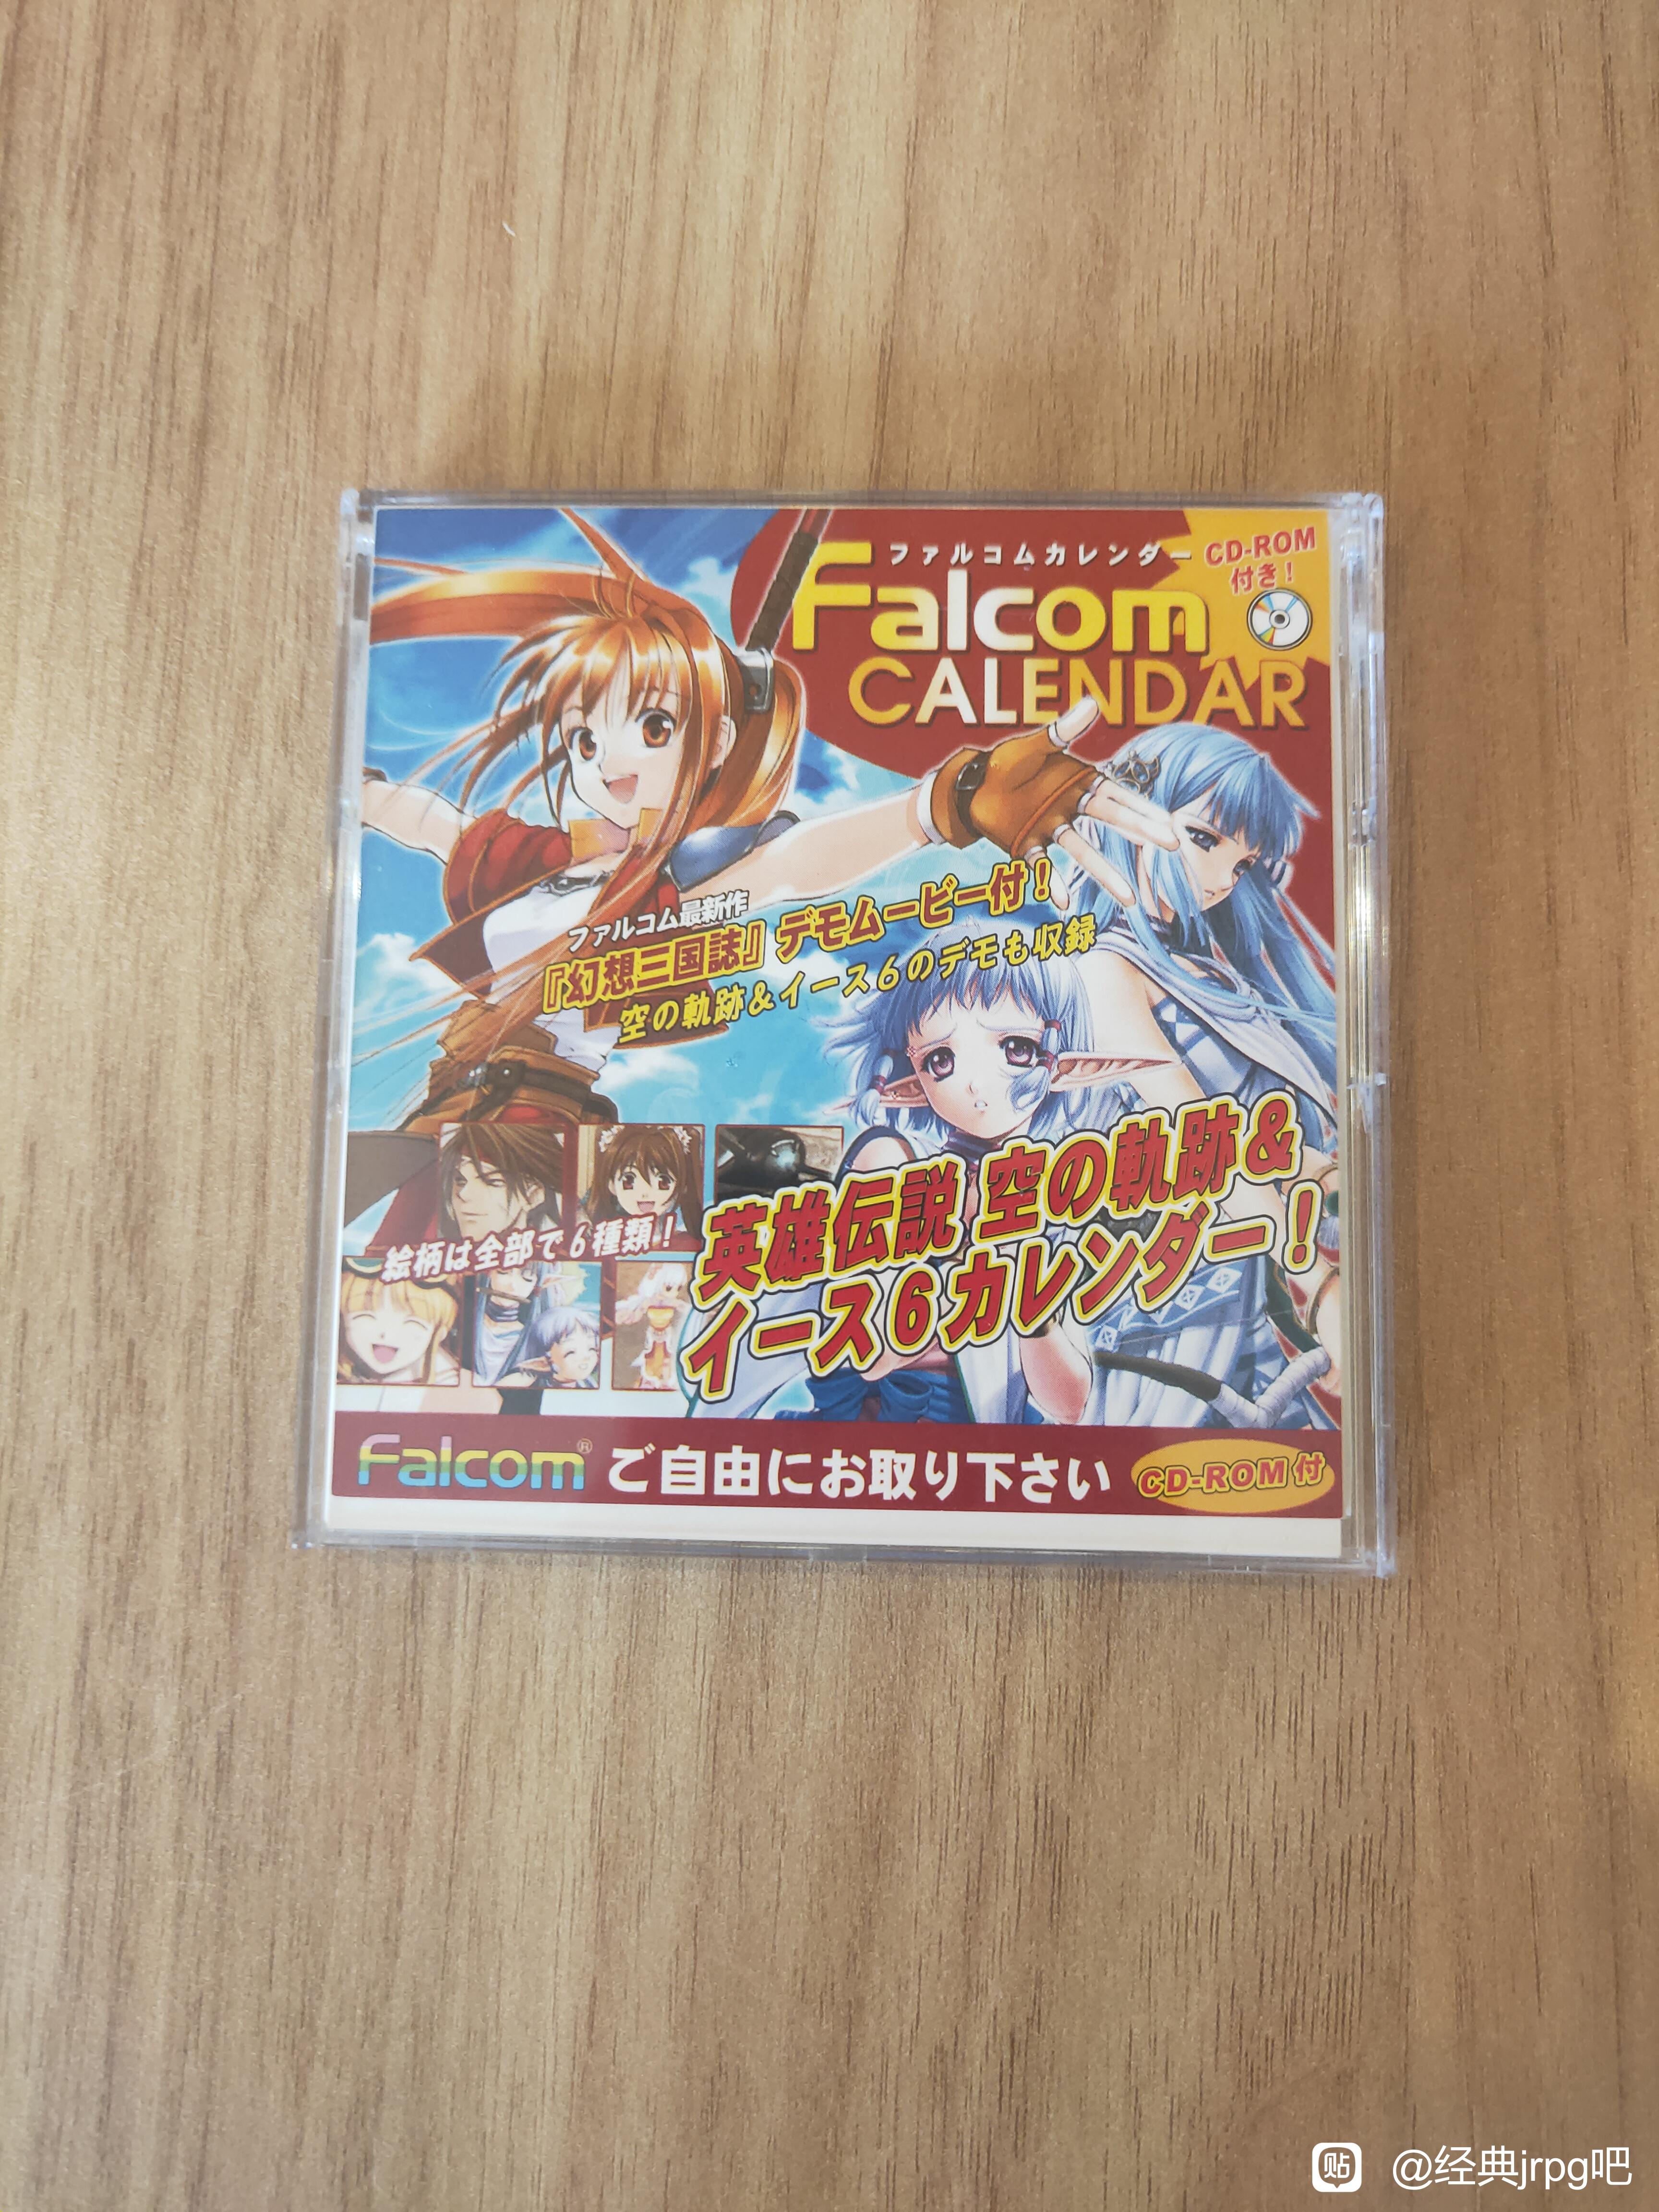 ファルコムカレンダー
Falcom
CALENDAR
CD-ROM
付き！
ファルコム最新作
『幻想三国誌』デモムービー付！
空の軌跡＆イース6のデモも収録
絵柄は全部で6種類！
英雄伝説 空の軌跡＆
イース6カレンダー！
Falcom® ご自由にお取り下さい CD-ROM付
贴 @经典jrpg吧